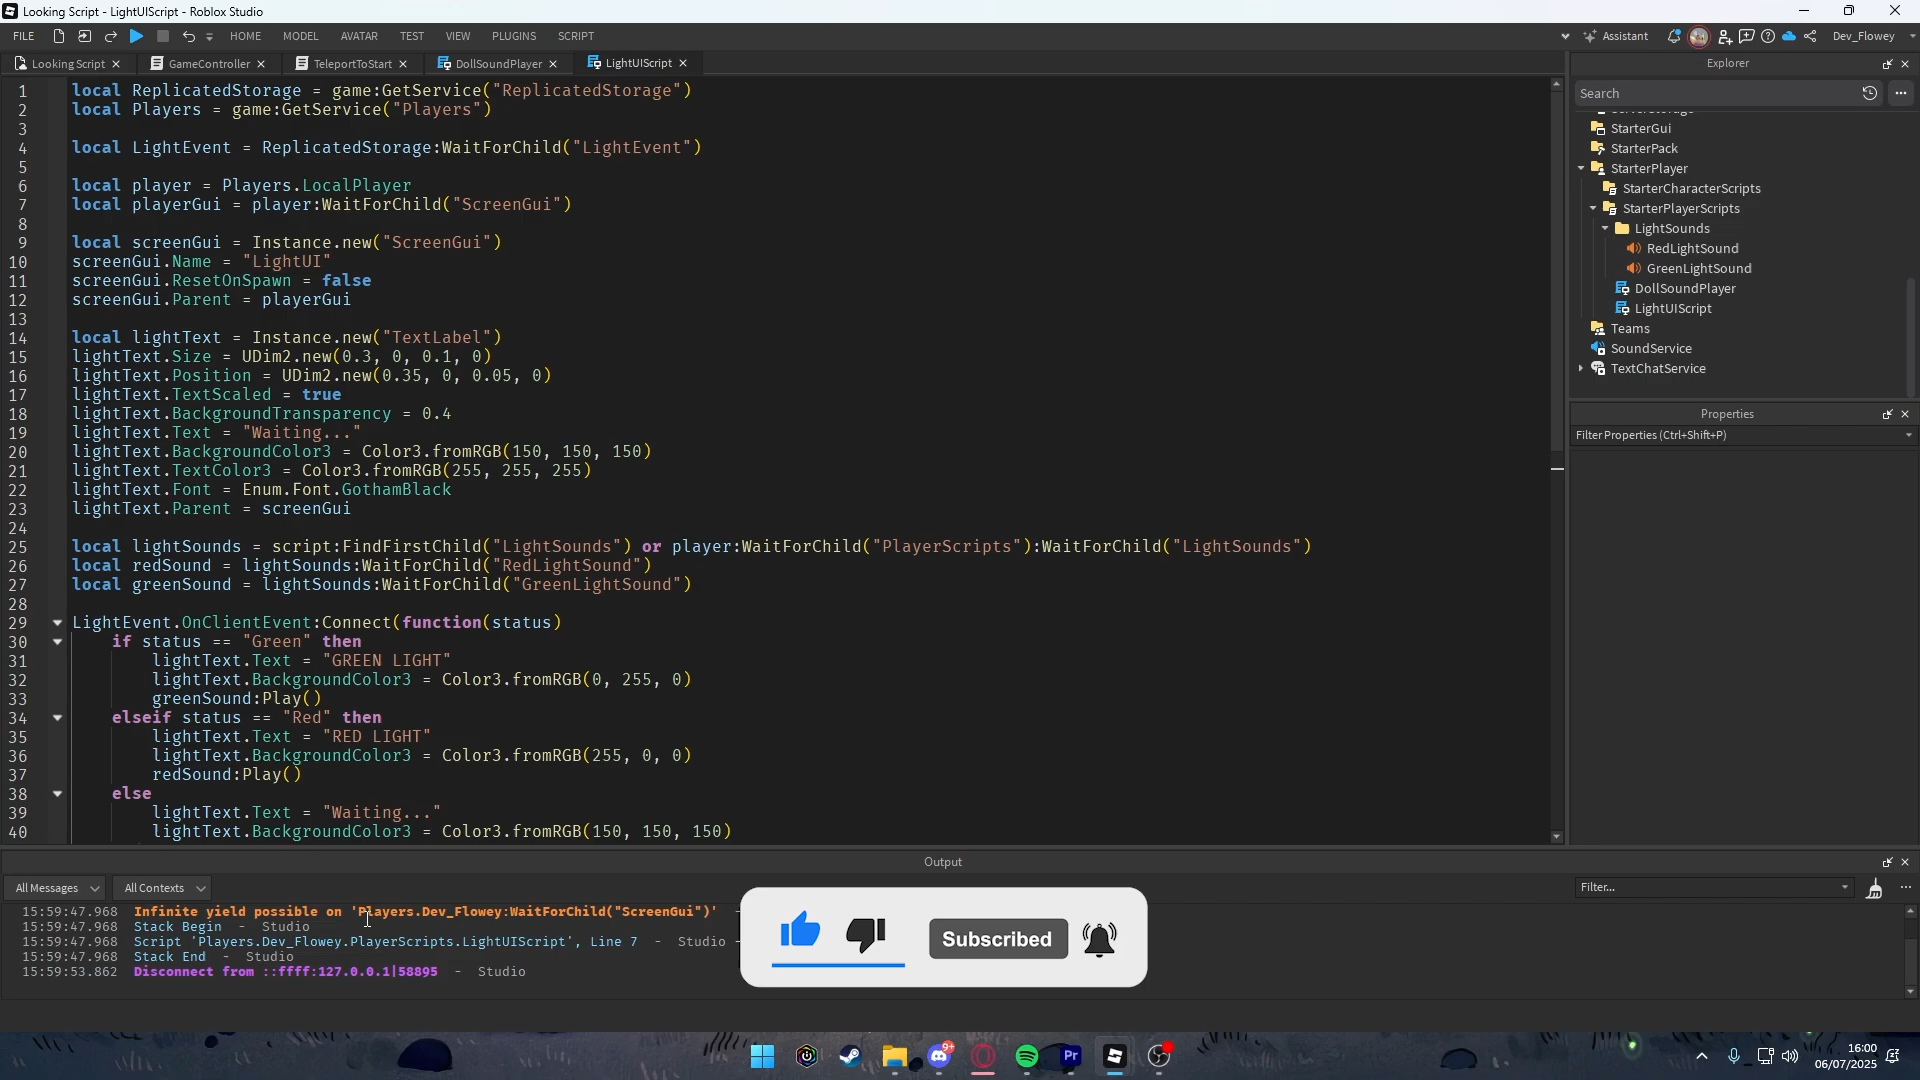 Looking Script - LightUIScript - Roblox Studio
FILE HOME MODEL AVATAR TEST VIEW PLUGINS SCRIPT Assistant Dev_Flowey
Looking Script GameController TeleportToStart DollSoundPlayer LightUIScript
1 local ReplicatedStorage = game:GetService("ReplicatedStorage")
2 local Players = game:GetService("Players")
3
4 local LightEvent = ReplicatedStorage:WaitForChild("LightEvent")
5
6 local player = Players.LocalPlayer
7 local playerGui = player:WaitForChild("ScreenGui")
8
9 local screenGui = Instance.new("ScreenGui")
10 screenGui.Name = "LightUI"
11 screenGui.ResetOnSpawn = false
12 screenGui.Parent = playerGui
13
14 local lightText = Instance.new("TextLabel")
15 lightText.Size = UDim2.new(0.3, 0, 0.1, 0)
16 lightText.Position = UDim2.new(0.35, 0, 0.05, 0)
17 lightText.TextScaled = true
18 lightText.BackgroundTransparency = 0.4
19 lightText.Text = "Waiting..."
20 lightText.BackgroundColor3 = Color3.fromRGB(150, 150, 150)
21 lightText.TextColor3 = Color3.fromRGB(255, 255, 255)
22 lightText.Font = Enum.Font.GothamBlack
23 lightText.Parent = screenGui
24
25 local lightSounds = script:FindFirstChild("LightSounds") or player:WaitForChild("PlayerScripts"):WaitForChild("LightSounds")
26 local redSound = lightSounds:WaitForChild("RedLightSound")
27 local greenSound = lightSounds:WaitForChild("GreenLightSound")
28
29 LightEvent.OnClientEvent:Connect(function(status)
30 if status == "Green" then
31 lightText.Text = "GREEN LIGHT"
32 lightText.BackgroundColor3 = Color3.fromRGB(0, 255, 0)
33 greenSound:Play()
34 elseif status == "Red" then
35 lightText.Text = "RED LIGHT"
36 lightText.BackgroundColor3 = Color3.fromRGB(255, 0, 0)
37 redSound:Play()
38 else
39 lightText.Text = "Waiting..."
40 lightText.BackgroundColor3 = Color3.fromRGB(150, 150, 150)
Explorer
Search
StarterGui
StarterPack
StarterPlayer
StarterCharacterScripts
StarterPlayerScripts
LightSounds
RedLightSound
GreenLightSound
DollSoundPlayer
LightUIScript
Teams
SoundService
TextChatService
Properties
Filter Properties (Ctrl+Shift+P)
Output
All Messages All Contexts Filter...
15:59:47.968 Infinite yield possible on 'Players.Dev_Flowey:WaitForChild("ScreenGui")' -
15:59:47.968 Stack Begin - Studio
15:59:47.968 Script 'Players.Dev_Flowey.PlayerScripts.LightUIScript', Line 7 - Studio -
15:59:47.968 Stack End - Studio
15:59:53.862 Disconnect from ::ffff:127.0.0.1|58895 - Studio
Subscribed
9+
Pr
16:00
06/07/2025